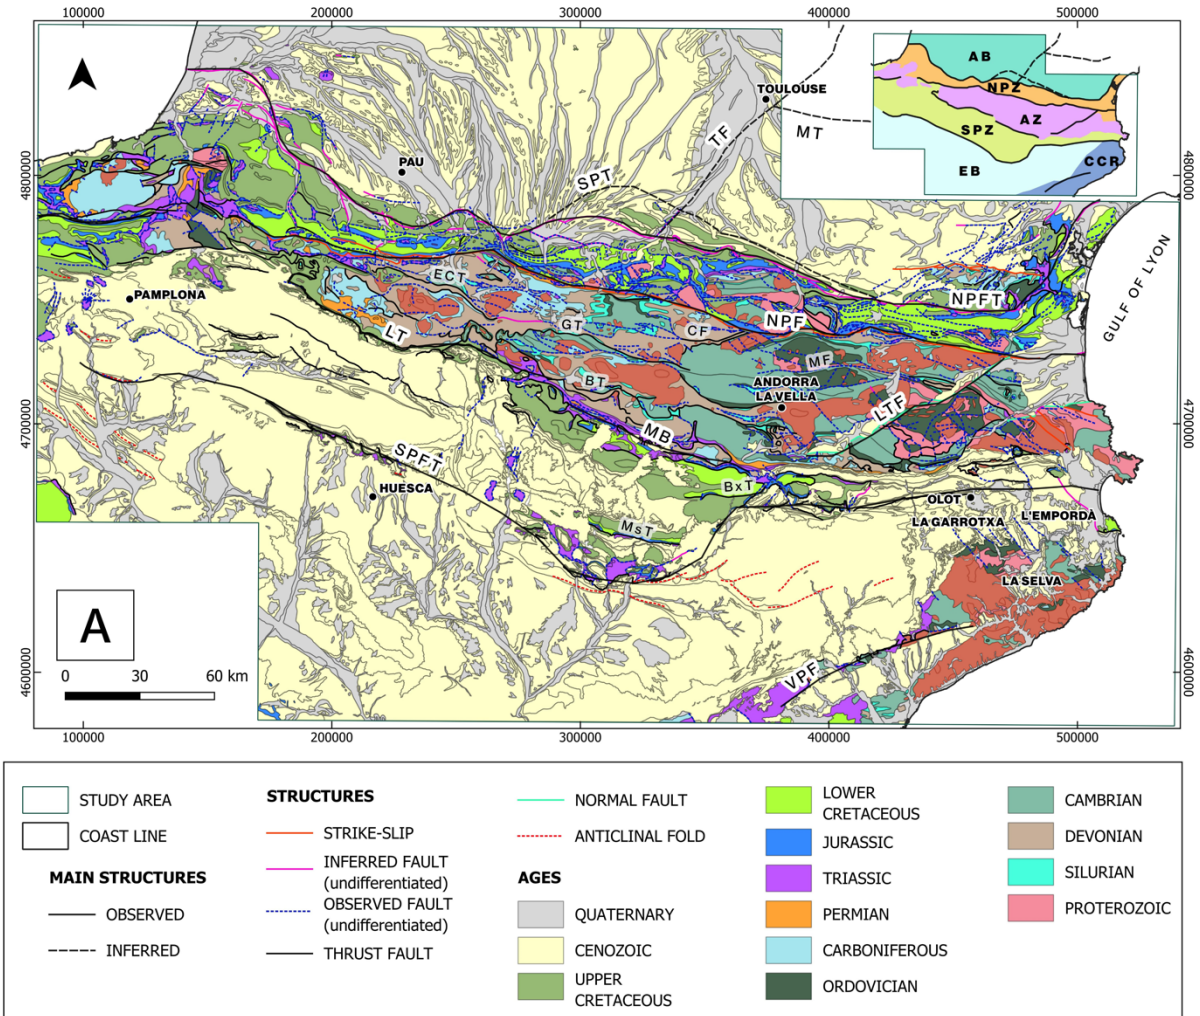 100000 200000 300000 400000 500000
AB
NPZ
AZ
SPZ
EB
CCR
TOULOUSE
MT
TF
SPT
PAU
4800000
4800000
GULF OF LYON
ECT
PAMPLONA
NPFT
NPF
GT
CF
LT
MF
BT
ANDORRA
LA VELLA
LTF
4700000
4700000
MB
SPFT
HUESCA
BxT
OLOT
LA GARROTXA
L'EMPORDÀ
MsT
LA SELVA
A
0 30 60 km
VPF
4600000
4600000
100000 200000 300000 400000 500000
STUDY AREA
COAST LINE
MAIN STRUCTURES
OBSERVED
INFERRED
STRUCTURES
STRIKE-SLIP
INFERRED FAULT
(undifferentiated)
OBSERVED FAULT
(undifferentiated)
THRUST FAULT
NORMAL FAULT
ANTICLINAL FOLD
AGES
QUATERNARY
CENOZOIC
UPPER
CRETACEOUS
LOWER
CRETACEOUS
JURASSIC
TRIASSIC
PERMIAN
CARBONIFEROUS
ORDOVICIAN
CAMBRIAN
DEVONIAN
SILURIAN
PROTEROZOIC